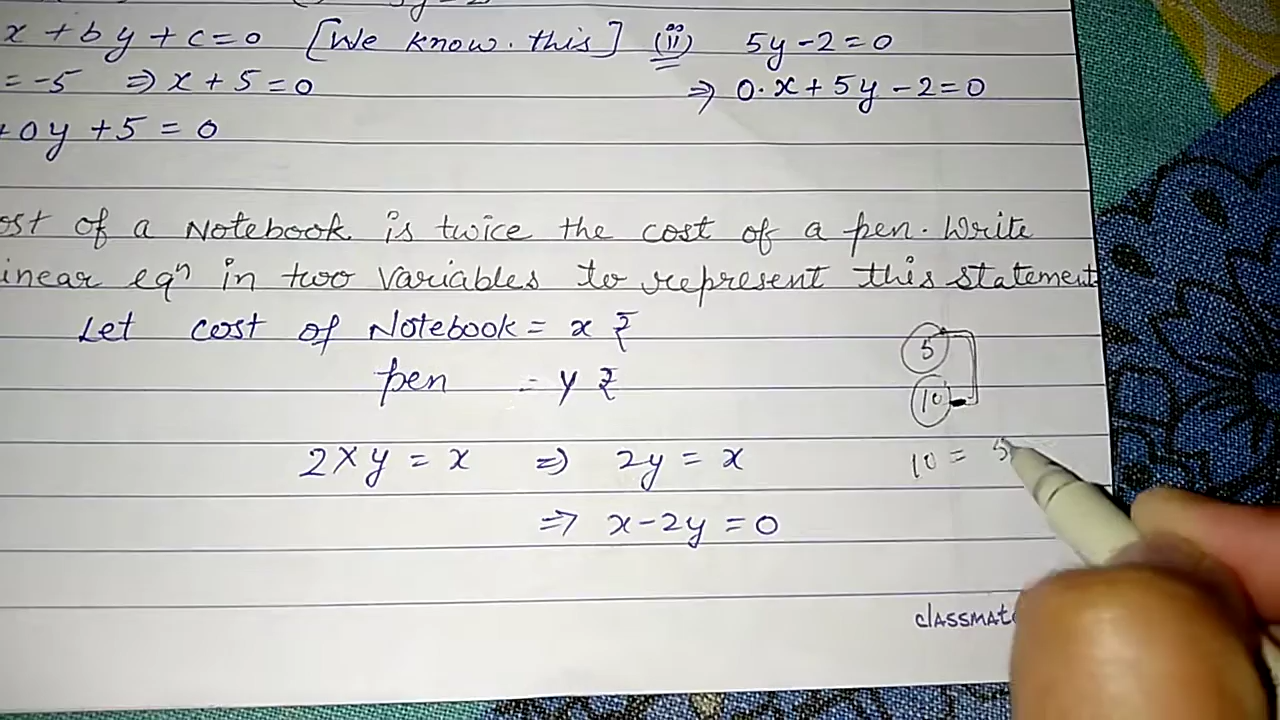 x + by + c = 0 [We know. this] (ii) 5y - 2 = 0
= -5 ⇒ x + 5 = 0 ⇒ 0.x + 5y - 2 = 0
+0y + 5 = 0
ost of a Notebook is twice the cost of a pen. Write
inear eqⁿ in two variables to represent this statement
Let cost of Notebook = x ₹
pen = y ₹
5
10
2 × y = x ⇒ 2y = x
10 = 5
⇒ x - 2y = 0
classmat